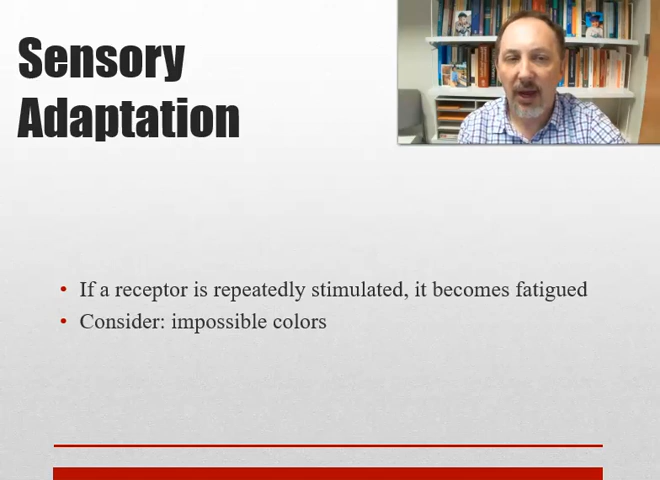 Sensory
Adaptation
• If a receptor is repeatedly stimulated, it becomes fatigued
• Consider: impossible colors